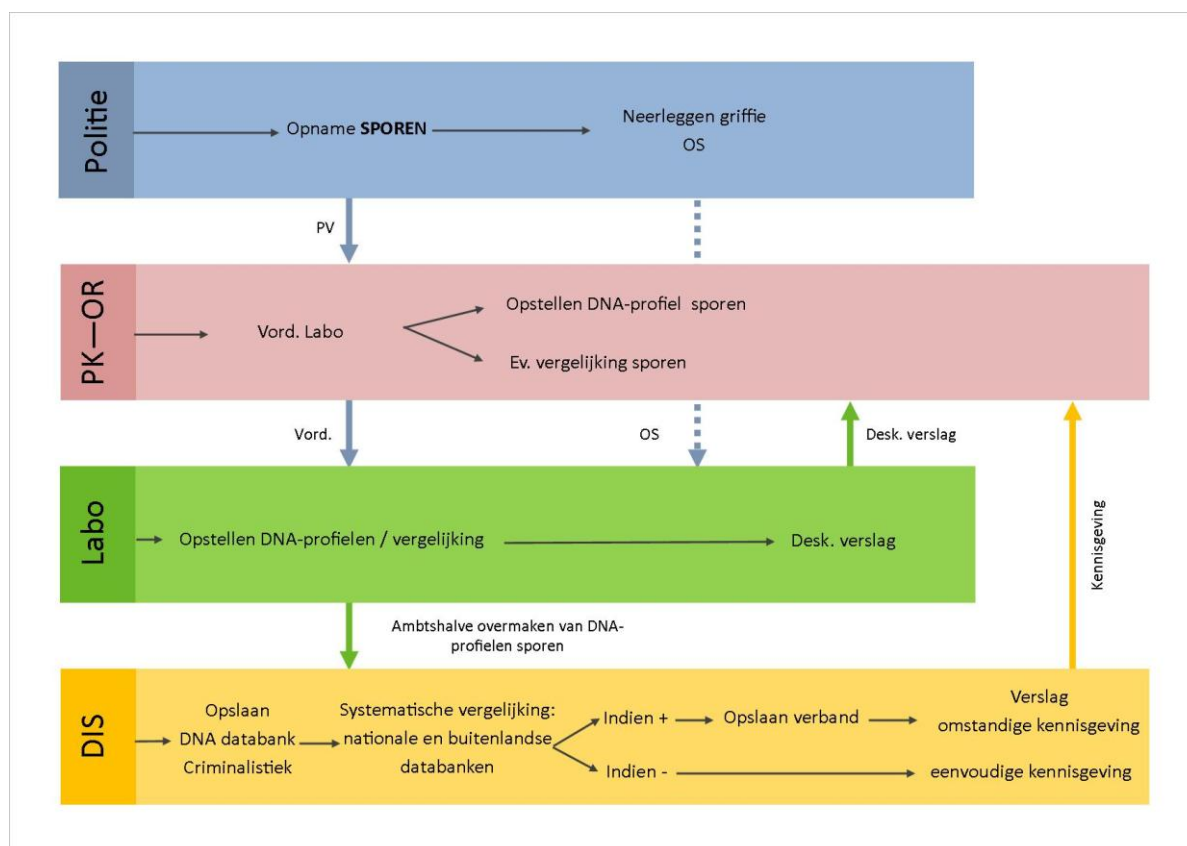 Politie
Opname SPOREN
Neerleggen griffie
OS
PV
PK—OR
Vord. Labo
Opstellen DNA-profiel sporen
Ev. vergelijking sporen
Vord.
OS
Desk. verslag
Kennisgeving
Labo
Opstellen DNA-profielen / vergelijking
Desk. verslag
Ambtshalve overmaken van DNA-
profielen sporen
DIS
Opslaan
DNA databank
Criminalistiek
Systematische vergelijking:
nationale en buitenlandse
databanken
Indien +
Opslaan verband
Verslag
omstandige kennisgeving
Indien -
eenvoudige kennisgeving